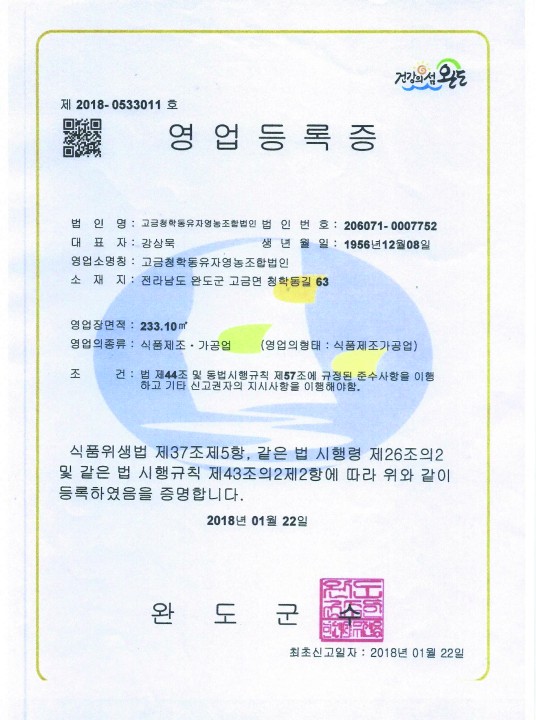 건강의섬 완도
제 2018- 0533011 호
영업등록증
법 인 명 : 고금청학동유자영농조합법인 법 인 번 호 : 206071- 0007752
대 표 자 : 강상묵 생 년 월 일 : 1956년12월08일
영업소명칭 : 고금청학동유자영농조합법인
소 재 지 : 전라남도 완도군 고금면 청학동길 63
영업장면적 : 233.10㎡
영업의종류 : 식품제조·가공업 (영업의형태 : 식품제조가공업)
조 건 : 법 제44조 및 동법시행규칙 제57조에 규정된 준수사항을 이행
하고 기타 신고권자의 지시사항을 이행해야함.
식품위생법 제37조제5항, 같은 법 시행령 제26조의2
및 같은 법 시행규칙 제43조의2제2항에 따라 위와 같이
등록하였음을 증명합니다.
2018년 01월 22일
완 도 군 수
최초신고일자 : 2018년 01월 22일